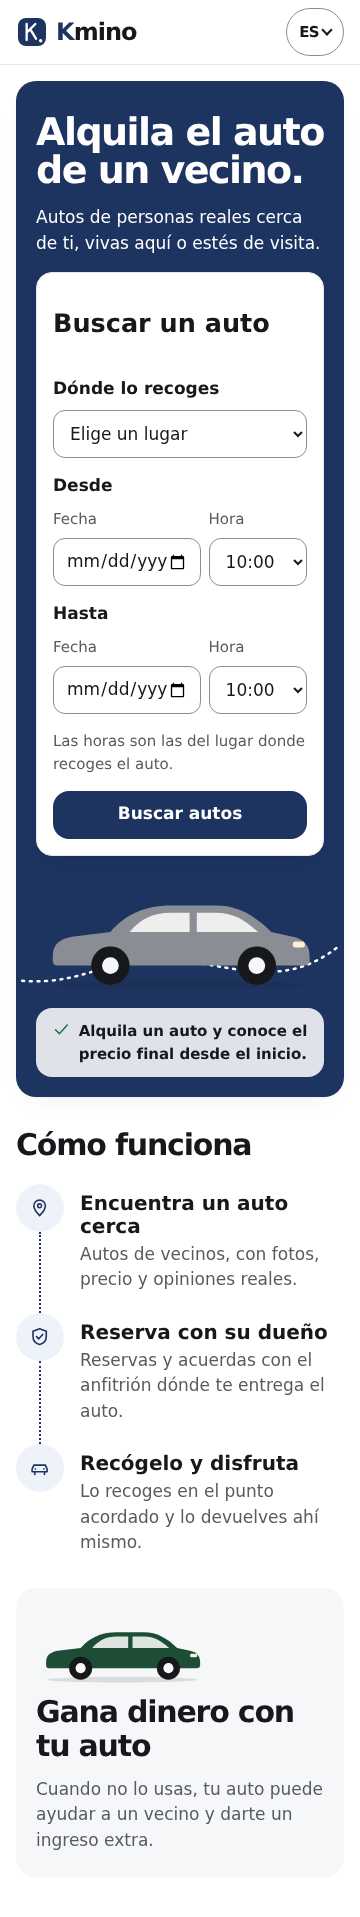 K.
Kmino
ES
Alquila el auto
de un vecino.
Autos de personas reales cerca
de ti, vivas aquí o estés de visita.
Buscar un auto
Dónde lo recoges
Elige un lugar
Desde
Fecha
Hora
mm/dd/yyy
10:00
Hasta
Fecha
Hora
mm/dd/yyy
10:00
Las horas son las del lugar donde
recoges el auto.
Buscar autos
Alquila un auto y conoce el
precio final desde el inicio.
Cómo funciona
Encuentra un auto
cerca
Autos de vecinos, con fotos,
precio y opiniones reales.
Reserva con su dueño
Reservas y acuerdas con el
anfitrión dónde te entrega el
auto.
Recógelo y disfruta
Lo recoges en el punto
acordado y lo devuelves ahí
mismo.
Gana dinero con
tu auto
Cuando no lo usas, tu auto puede
ayudar a un vecino y darte un
ingreso extra.